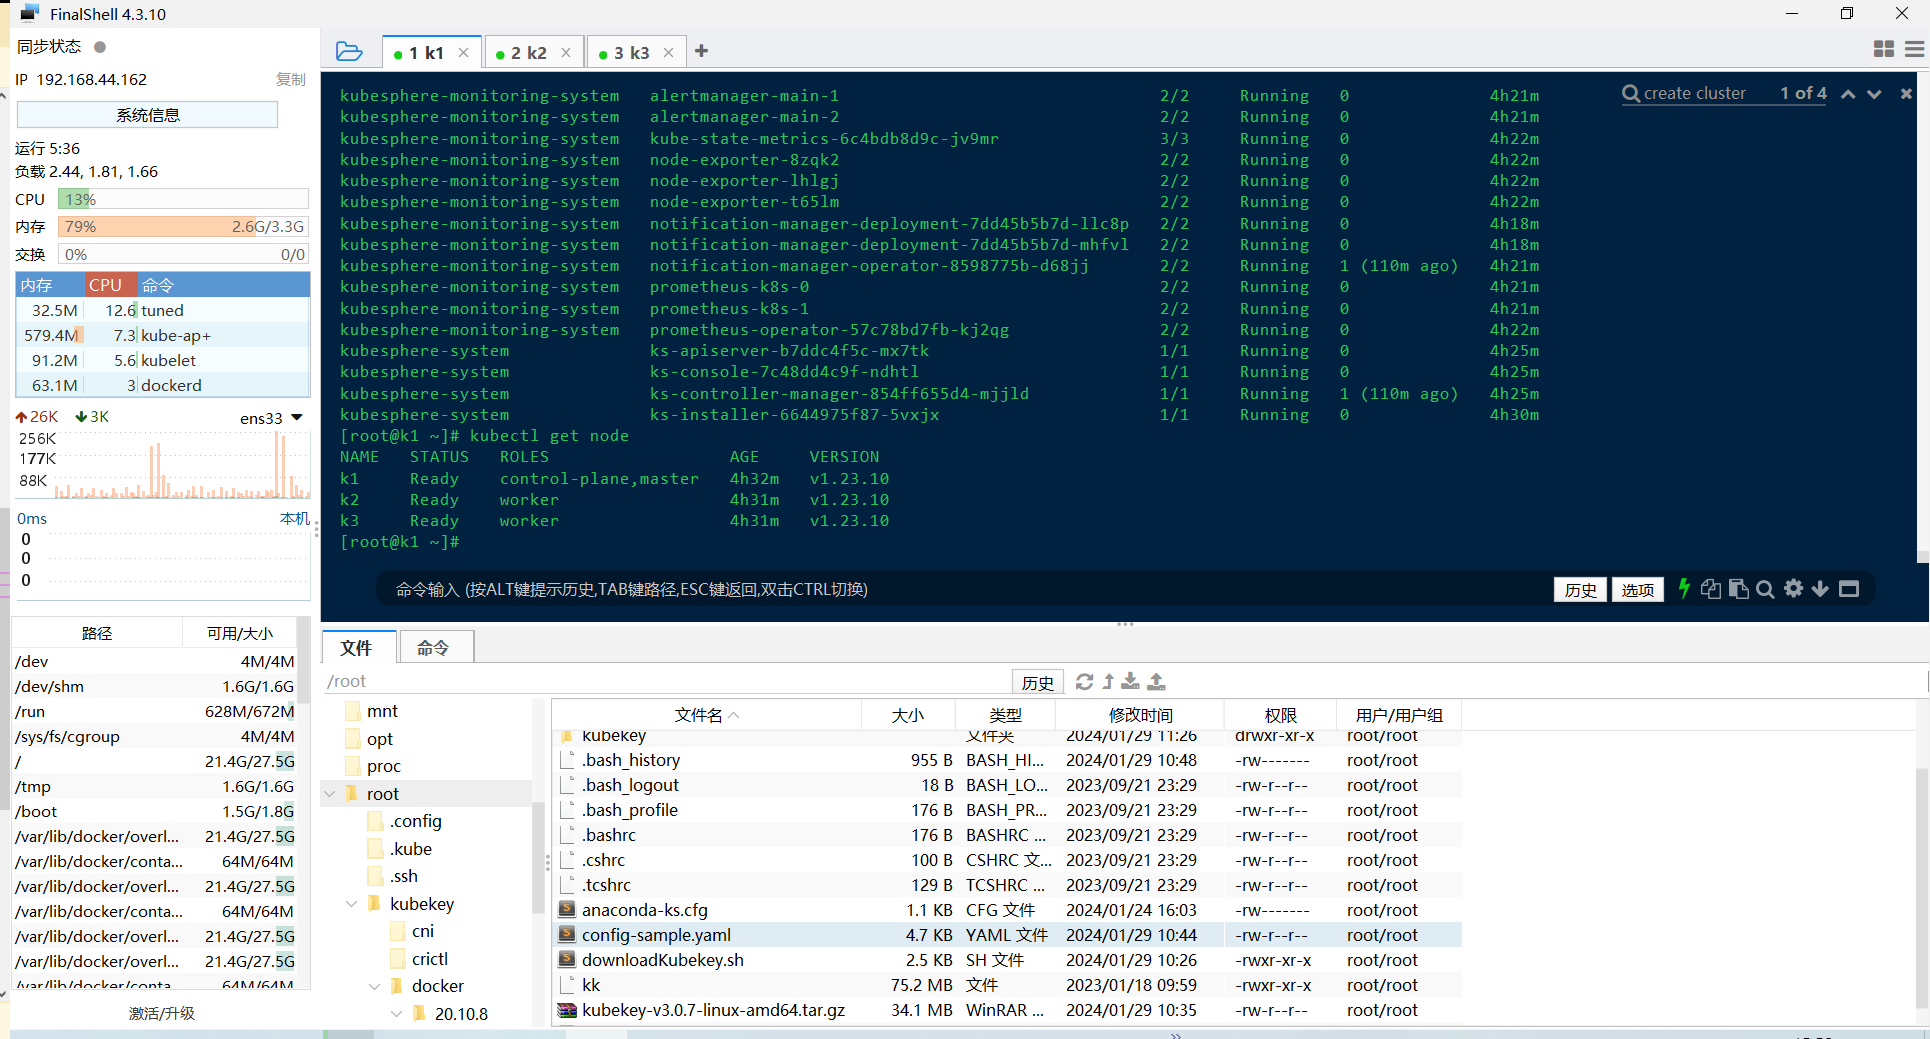 FinalShell 4.3.10
同步状态
IP 192.168.44.162
复制
系统信息
运行 5:36
负载 2.44, 1.81, 1.66
CPU 13%
内存 79% 2.6G/3.3G
交换 0% 0/0
内存 CPU 命令
32.5M 12.6 tuned
579.4M 7.3 kube-ap+
91.2M 5.6 kubelet
63.1M 3 dockerd
26K 3K ens33
256K
177K
88K
0ms 本机
0
0
0
路径 可用/大小
/dev 4M/4M
/dev/shm 1.6G/1.6G
/run 628M/672M
/sys/fs/cgroup 4M/4M
/ 21.4G/27.5G
/tmp 1.6G/1.6G
/boot 1.5G/1.8G
/var/lib/docker/overl... 21.4G/27.5G
/var/lib/docker/conta... 64M/64M
/var/lib/docker/overl... 21.4G/27.5G
/var/lib/docker/conta... 64M/64M
/var/lib/docker/overl... 21.4G/27.5G
/var/lib/docker/overl... 21.4G/27.5G
/var/lib/docker/conta... 64M/64M
激活/升级
1 k1 2 k2 3 k3
create cluster 1 of 4
kubesphere-monitoring-system alertmanager-main-1 2/2 Running 0 4h21m
kubesphere-monitoring-system alertmanager-main-2 2/2 Running 0 4h21m
kubesphere-monitoring-system kube-state-metrics-6c4bdb8d9c-jv9mr 3/3 Running 0 4h22m
kubesphere-monitoring-system node-exporter-8zqk2 2/2 Running 0 4h22m
kubesphere-monitoring-system node-exporter-lhlgj 2/2 Running 0 4h22m
kubesphere-monitoring-system node-exporter-t65lm 2/2 Running 0 4h22m
kubesphere-monitoring-system notification-manager-deployment-7dd45b5b7d-llc8p 2/2 Running 0 4h18m
kubesphere-monitoring-system notification-manager-deployment-7dd45b5b7d-mhfvl 2/2 Running 0 4h18m
kubesphere-monitoring-system notification-manager-operator-8598775b-d68jj 2/2 Running 1 (110m ago) 4h21m
kubesphere-monitoring-system prometheus-k8s-0 2/2 Running 0 4h21m
kubesphere-monitoring-system prometheus-k8s-1 2/2 Running 0 4h21m
kubesphere-monitoring-system prometheus-operator-57c78bd7fb-kj2qg 2/2 Running 0 4h22m
kubesphere-system ks-apiserver-b7ddc4f5c-mx7tk 1/1 Running 0 4h25m
kubesphere-system ks-console-7c48dd4c9f-ndhtl 1/1 Running 0 4h25m
kubesphere-system ks-controller-manager-854ff655d4-mjjld 1/1 Running 1 (110m ago) 4h25m
kubesphere-system ks-installer-6644975f87-5vxjx 1/1 Running 0 4h30m
[root@k1 ~]# kubectl get node
NAME STATUS ROLES AGE VERSION
k1 Ready control-plane,master 4h32m v1.23.10
k2 Ready worker 4h31m v1.23.10
k3 Ready worker 4h31m v1.23.10
[root@k1 ~]#
命令输入 (按ALT键提示历史,TAB键路径,ESC键返回,双击CTRL切换) 历史 选项
文件 命令
/root 历史
mnt
opt
proc
root
.config
.kube
.ssh
kubekey
cni
crictl
docker
20.10.8
文件名 大小 类型 修改时间 权限 用户/用户组
kubekey 文件夹 2024/01/29 11:26 drwxr-xr-x root/root
.bash_history 955 B BASH_HI... 2024/01/29 10:48 -rw------- root/root
.bash_logout 18 B BASH_LO... 2023/09/21 23:29 -rw-r--r-- root/root
.bash_profile 176 B BASH_PR... 2023/09/21 23:29 -rw-r--r-- root/root
.bashrc 176 B BASHRC ... 2023/09/21 23:29 -rw-r--r-- root/root
.cshrc 100 B CSHRC 文... 2023/09/21 23:29 -rw-r--r-- root/root
.tcshrc 129 B TCSHRC ... 2023/09/21 23:29 -rw-r--r-- root/root
anaconda-ks.cfg 1.1 KB CFG 文件 2024/01/24 16:03 -rw------- root/root
config-sample.yaml 4.7 KB YAML 文件 2024/01/29 10:44 -rw-r--r-- root/root
downloadKubekey.sh 2.5 KB SH 文件 2024/01/29 10:26 -rwxr-xr-x root/root
kk 75.2 MB 文件 2023/01/18 09:59 -rwxr-xr-x root/root
kubekey-v3.0.7-linux-amd64.tar.gz 34.1 MB WinRAR ... 2024/01/29 10:35 -rw-r--r-- root/root